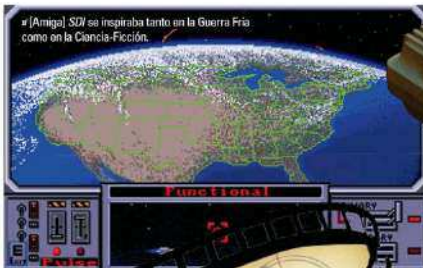 » [Amiga] SDI se inspiraba tanto en la Guerra Fría
como en la Ciencia-Ficción.
Functional
Pulse